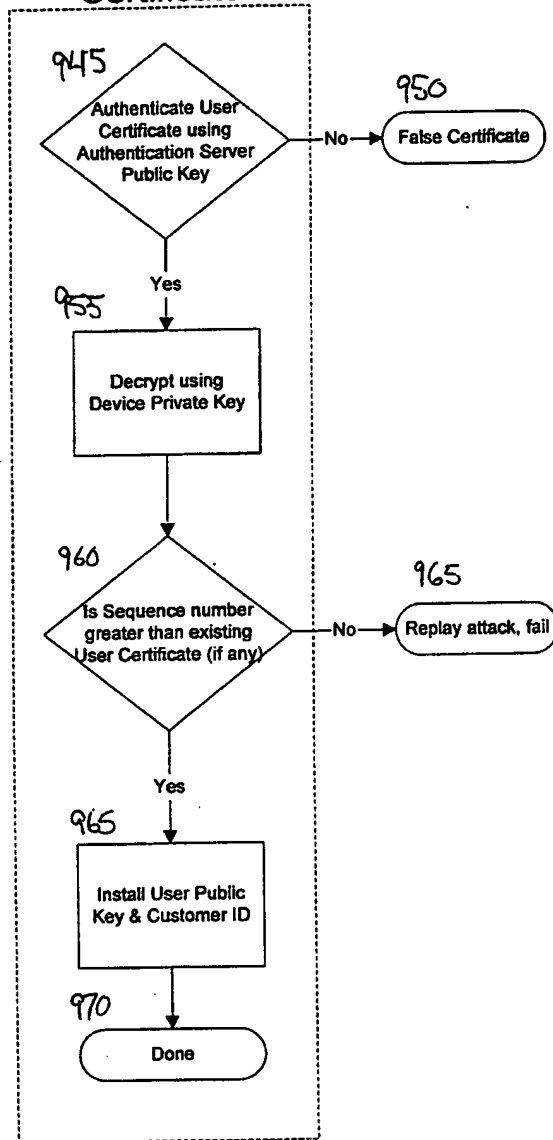 945
Authenticate User
Certificate using
Authentication Server
Public Key
No
950
False Certificate
Yes
955
Decrypt using
Device Private Key
960
Is Sequence number
greater than existing
User Certificate (if any)
No
965
Replay attack, fail
Yes
965
Install User Public
Key & Customer ID
970
Done